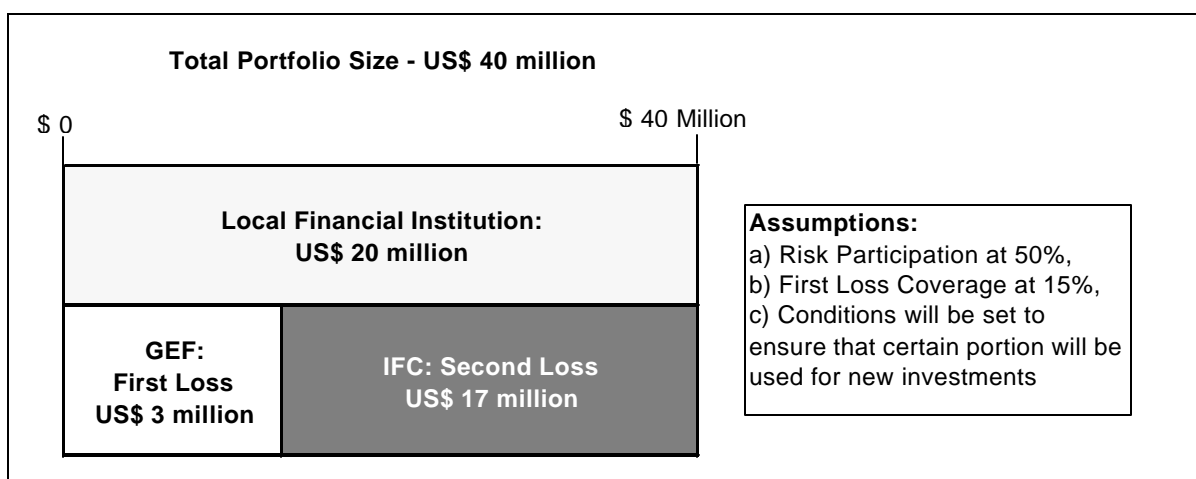 Total Portfolio Size - US$ 40 million
$ 0
$ 40 Million
Local Financial Institution:
US$ 20 million
GEF:
First Loss
US$ 3 million
IFC: Second Loss
US$ 17 million
Assumptions:
a) Risk Participation at 50%,
b) First Loss Coverage at 15%,
c) Conditions will be set to
ensure that certain portion will be
used for new investments